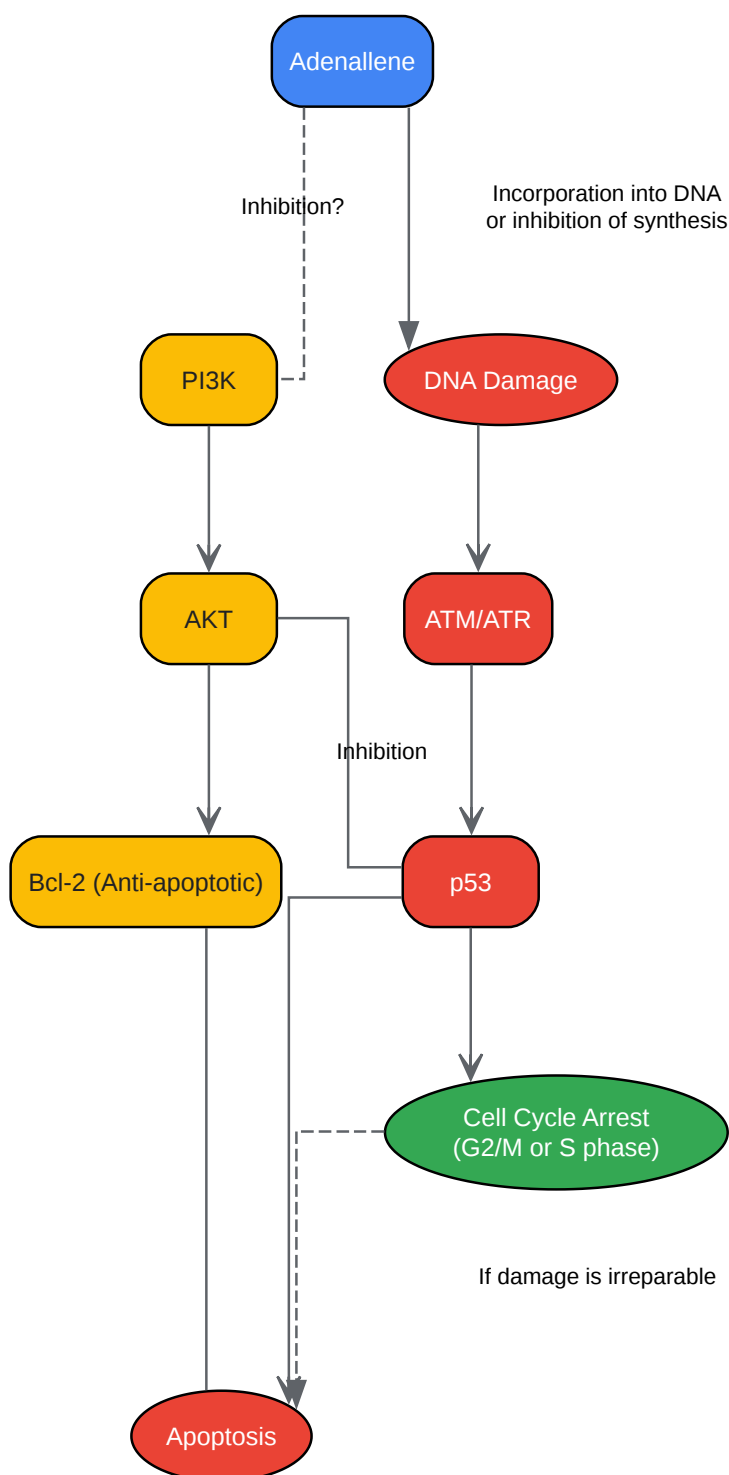 Adenallene
Inhibition?
Incorporation into DNA
or inhibition of synthesis
PI3K
DNA Damage
AKT
ATM/ATR
Inhibition
Bcl-2 (Anti-apoptotic)
p53
Cell Cycle Arrest
(G2/M or S phase)
If damage is irreparable
Apoptosis